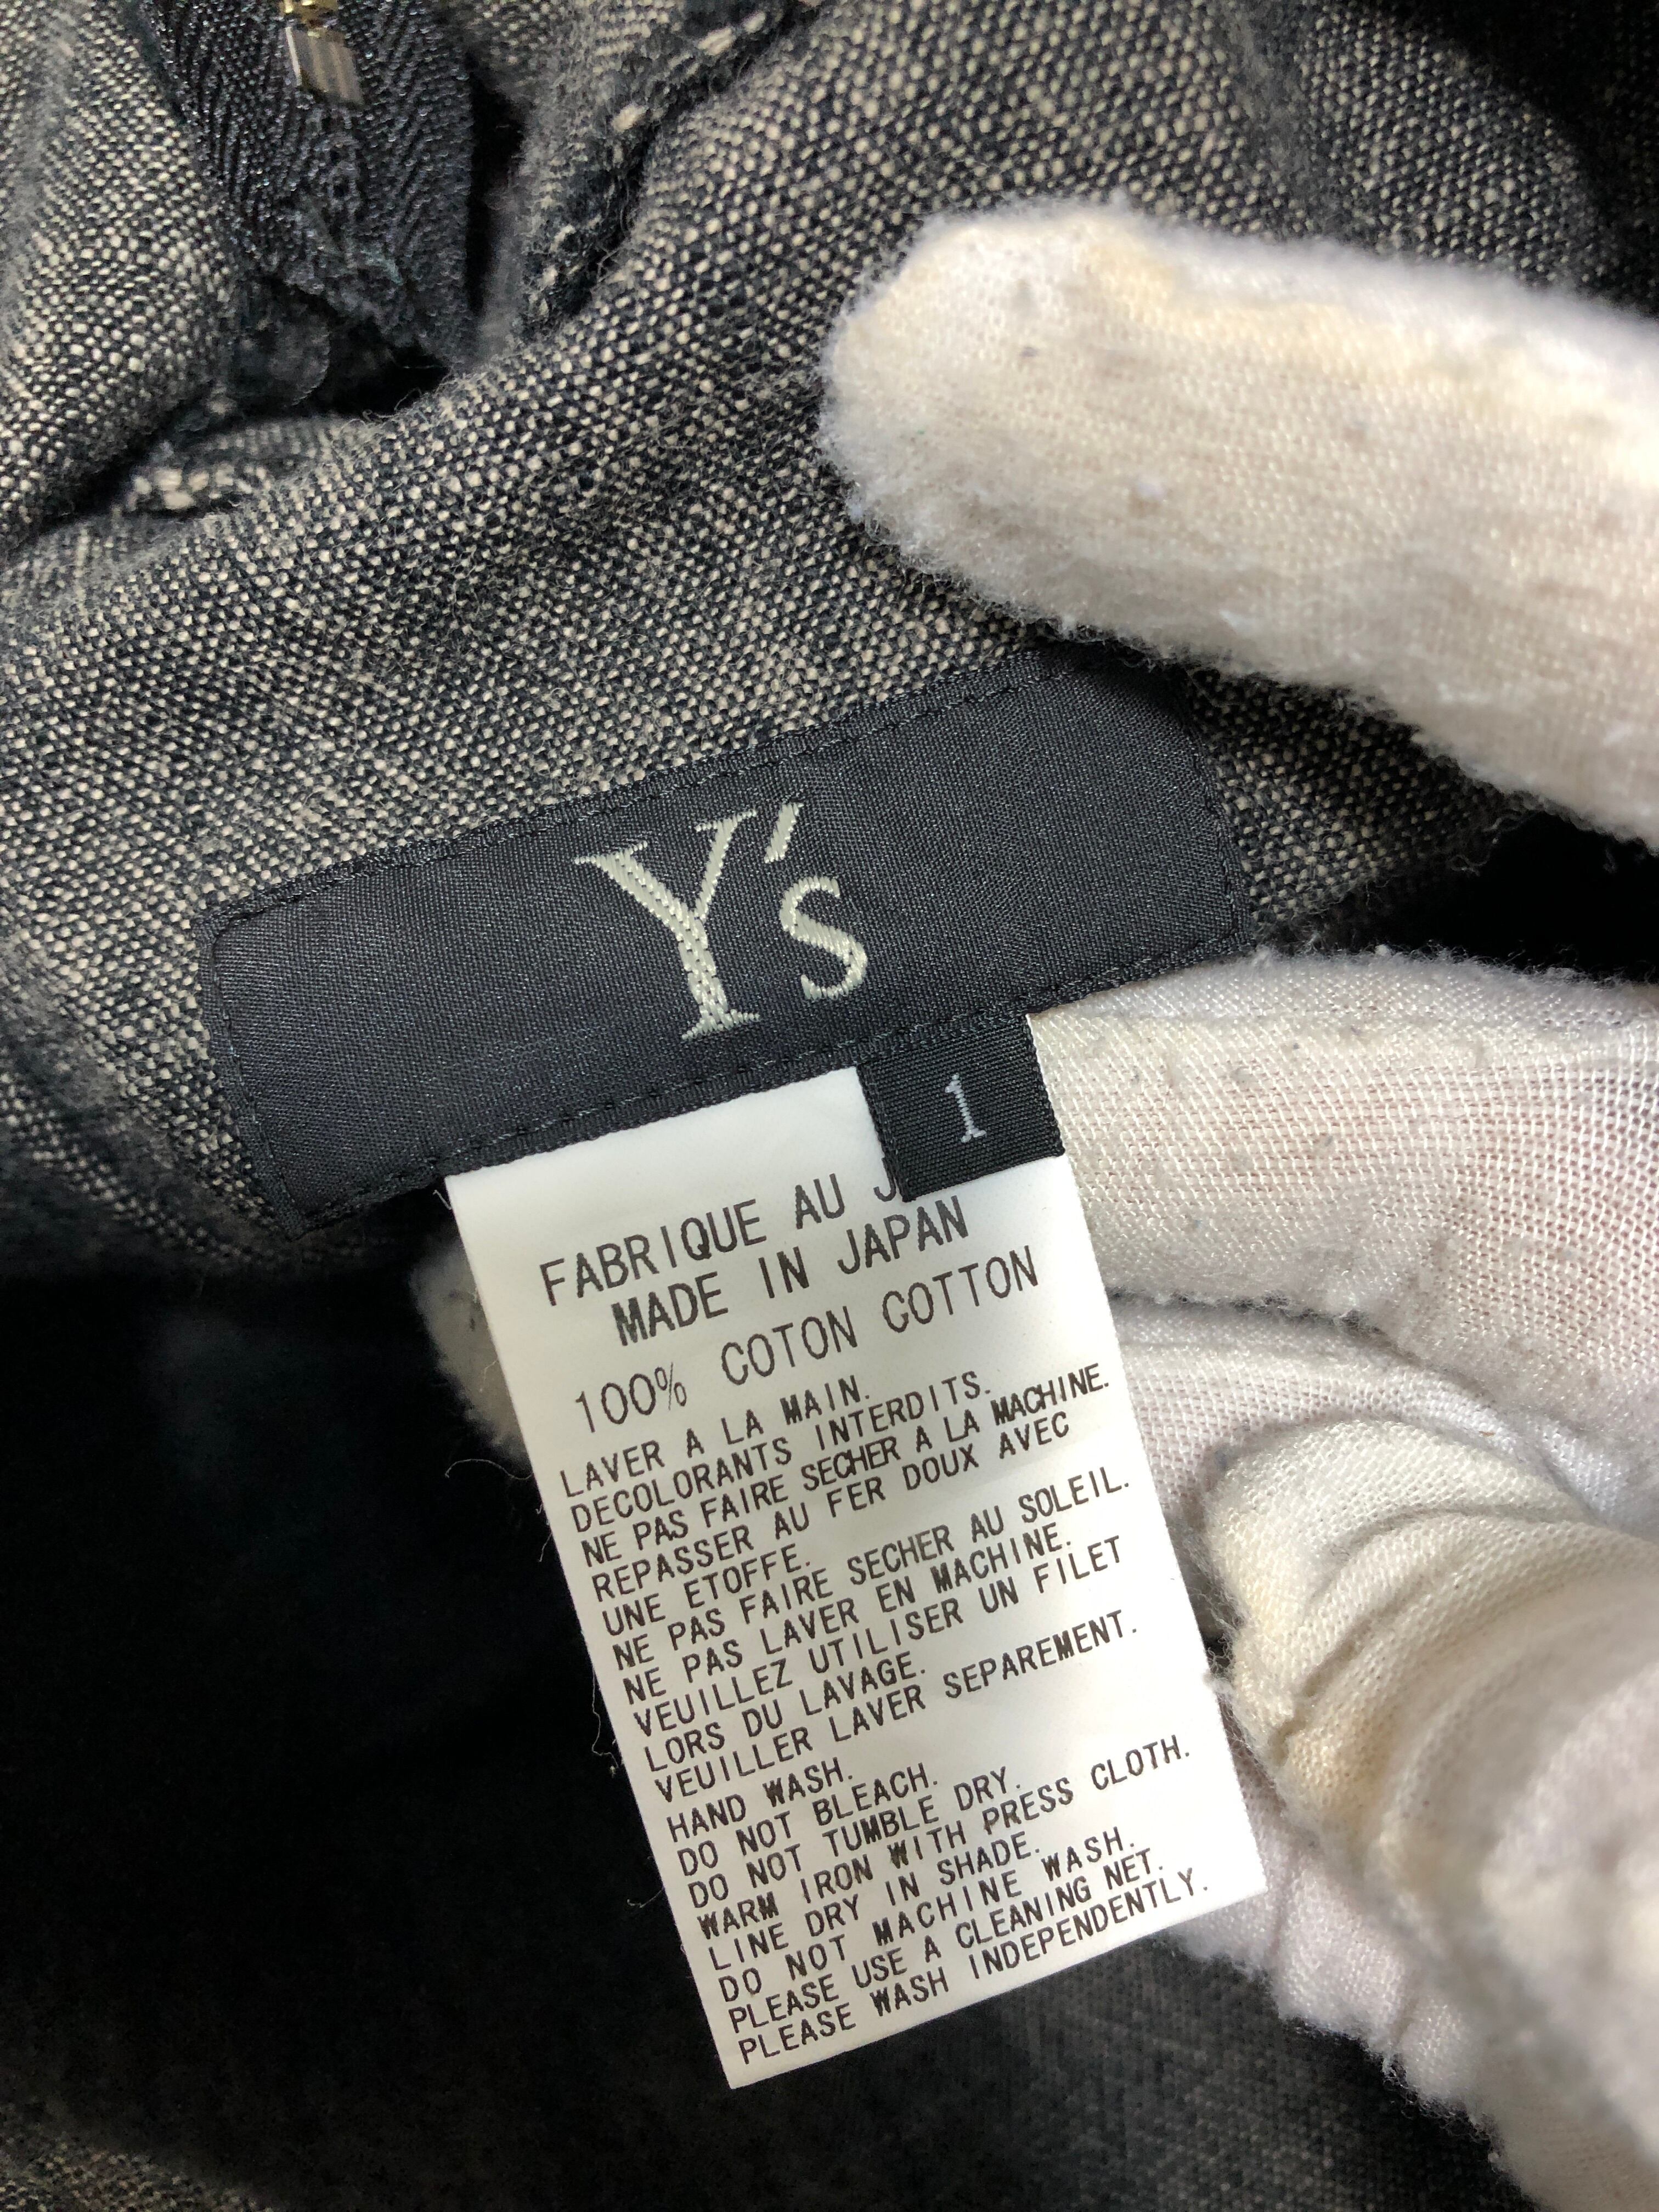 Y's
1
FABRIQUE AU
MADE IN JAPAN
100% COTON COTTON
LAVER A LA MAIN.
DECOLORANTS INTERDITS.
NE PAS FAIRE SECHER A LA MACHINE.
REPASSER AU FER DOUX AVEC
UNE ETOFFE.
NE PAS FAIRE SECHER AU SOLEIL.
NE PAS LAVER EN MACHINE.
VEUILLEZ UTILISER UN FILET
LORS DU LAVAGE.
VEUILLER LAVER SEPAREMENT.
HAND WASH.
DO NOT BLEACH.
DO NOT TUMBLE DRY.
WARM IRON WITH PRESS CLOTH.
LINE DRY IN SHADE.
DO NOT MACHINE WASH.
PLEASE USE A CLEANING NET.
PLEASE WASH INDEPENDENTLY.